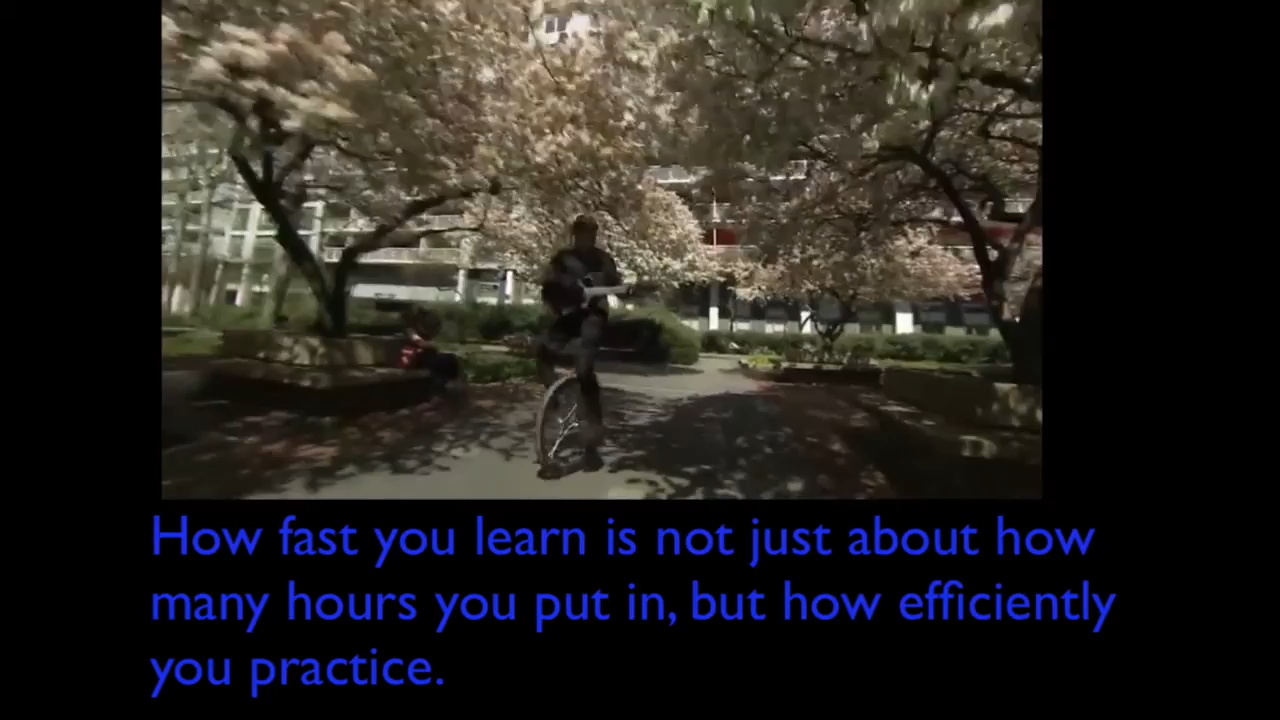 How fast you learn is not just about how
many hours you put in, but how efficiently
you practice.